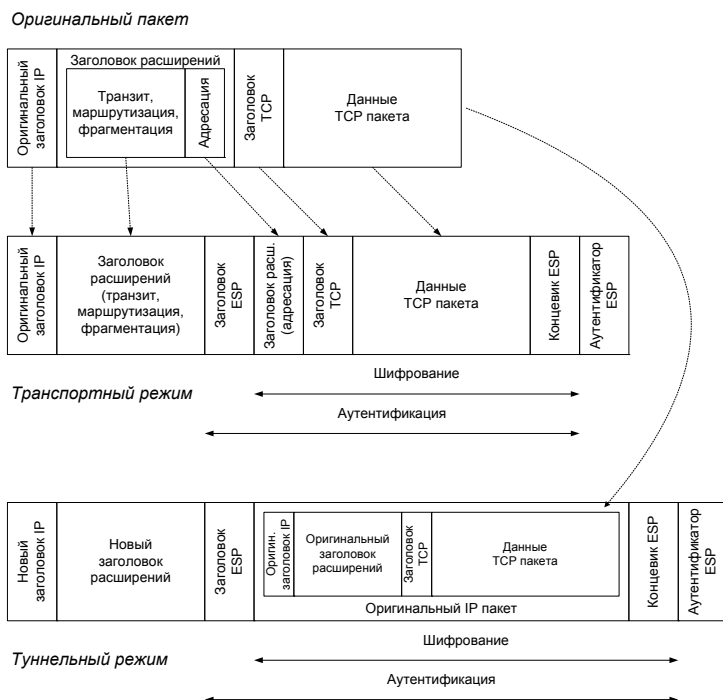 Оригинальный пакет
Оригинальный
заголовок IP
Заголовок расширений
Транзит,
маршрутизация,
фрагментация
Адресация
Заголовок
TCP
Данные
TCP пакета
Оригинальный
заголовок IP
Заголовок
расширений
(транзит,
маршрутизация,
фрагментация)
Заголовок
ESP
Заголовок расш.
(адресация)
Заголовок
TCP
Данные
TCP пакета
Концевик ESP
Аутентификатор
ESP
Транспортный режим
Шифрование
Аутентификация
Новый
заголовок IP
Новый
заголовок
расширений
Заголовок
ESP
Оригин.
заголовок IP
Оригинальный
заголовок
расширений
Заголовок
TCP
Данные
TCP пакета
Оригинальный IP пакет
Концевик ESP
Аутентификатор
ESP
Туннельный режим
Шифрование
Аутентификация